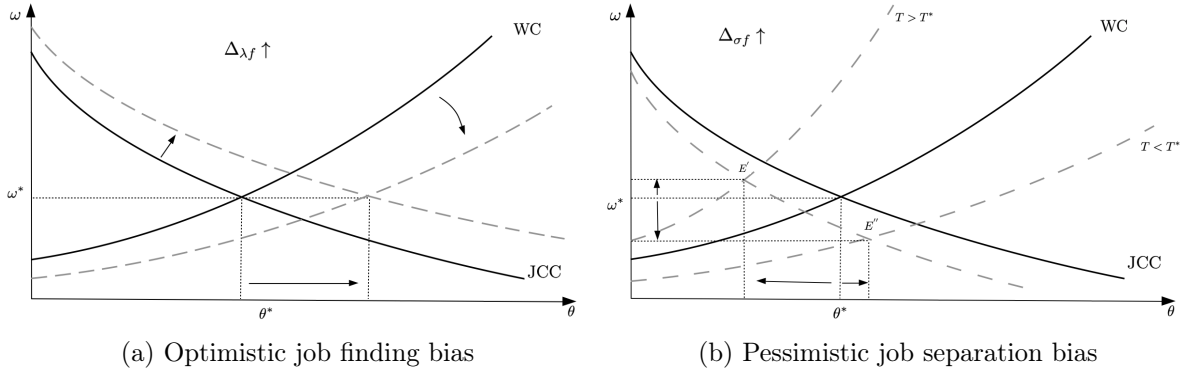 ω
Δλf ↑
WC
ω*
JCC
θ*
θ
(a) Optimistic job finding bias
ω
Δσf ↑
T > T*
WC
T < T*
E′
ω*
E″
JCC
θ*
θ
(b) Pessimistic job separation bias